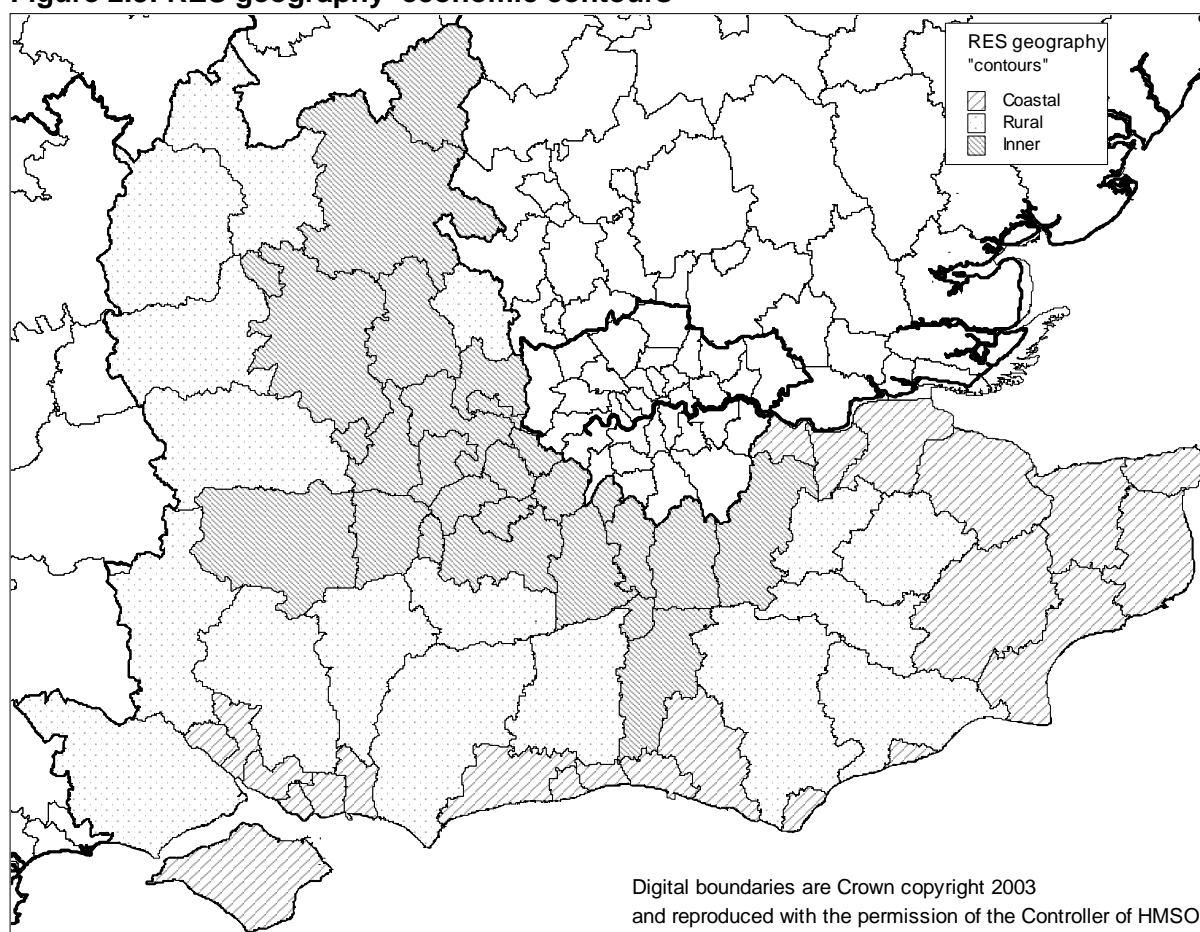 RES geography
"contours"
Coastal
Rural
Inner
Digital boundaries are Crown copyright 2003
and reproduced with the permission of the Controller of HMSO